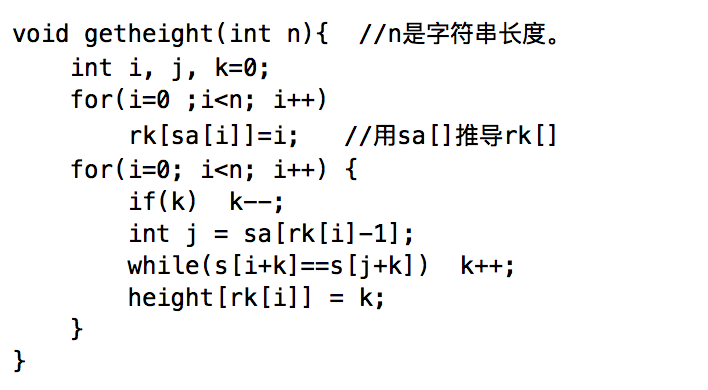 void getheight(int n){  //n是字符串长度。
    int i, j, k=0;
    for(i=0 ;i<n; i++)
        rk[sa[i]]=i;   //用sa[]推导rk[]
    for(i=0; i<n; i++) {
        if(k)  k--;
        int j = sa[rk[i]-1];
        while(s[i+k]==s[j+k])  k++;
        height[rk[i]] = k;
    }
}